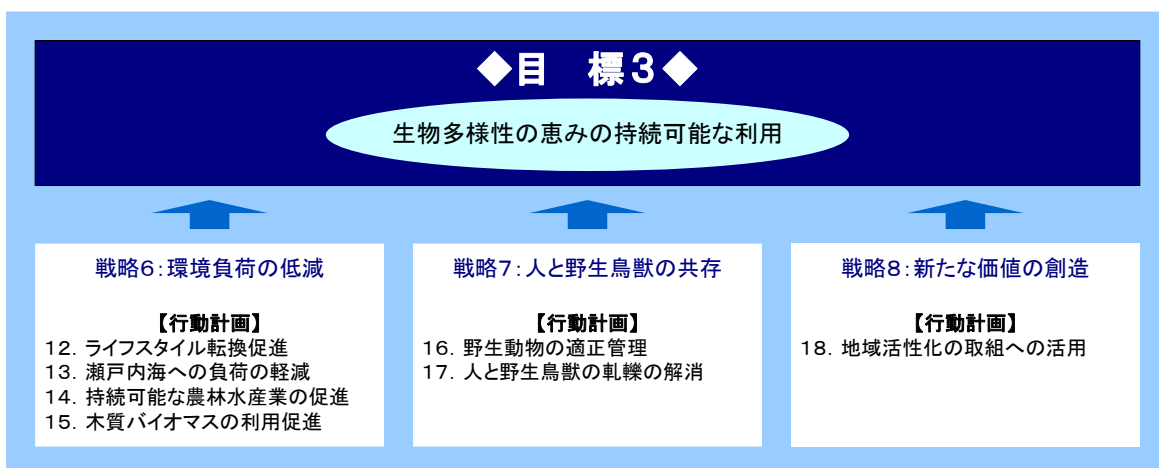 ◆目　標3◆
生物多様性の恵みの持続可能な利用
戦略6:環境負荷の低減
【行動計画】
12. ライフスタイル転換促進
13. 瀬戸内海への負荷の軽減
14. 持続可能な農林水産業の促進
15. 木質バイオマスの利用促進
戦略7:人と野生鳥獣の共存
【行動計画】
16. 野生動物の適正管理
17. 人と野生鳥獣の軋轢の解消
戦略8:新たな価値の創造
【行動計画】
18. 地域活性化の取組への活用